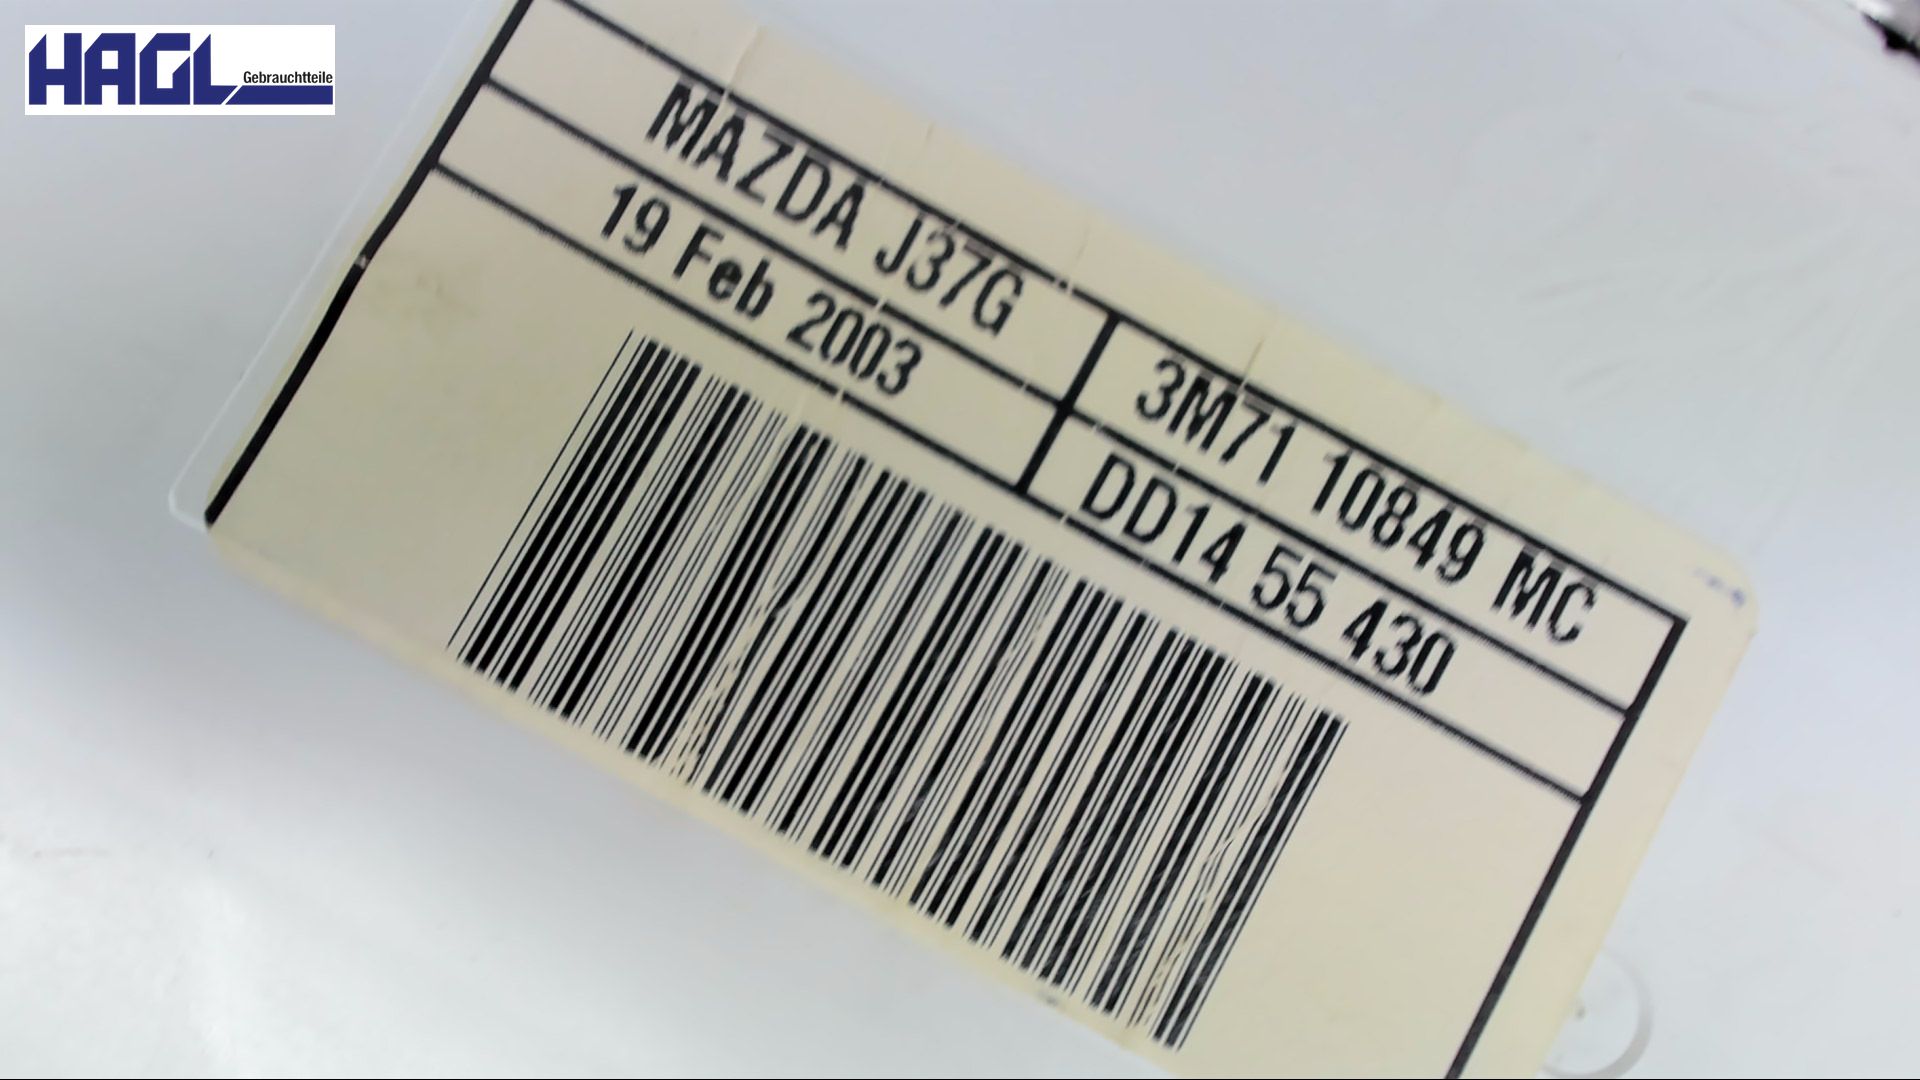 HAGL Gebrauchtteile
MAZDA J37G 3M71 10849 MC
19 Feb 2003 DD14 55 430